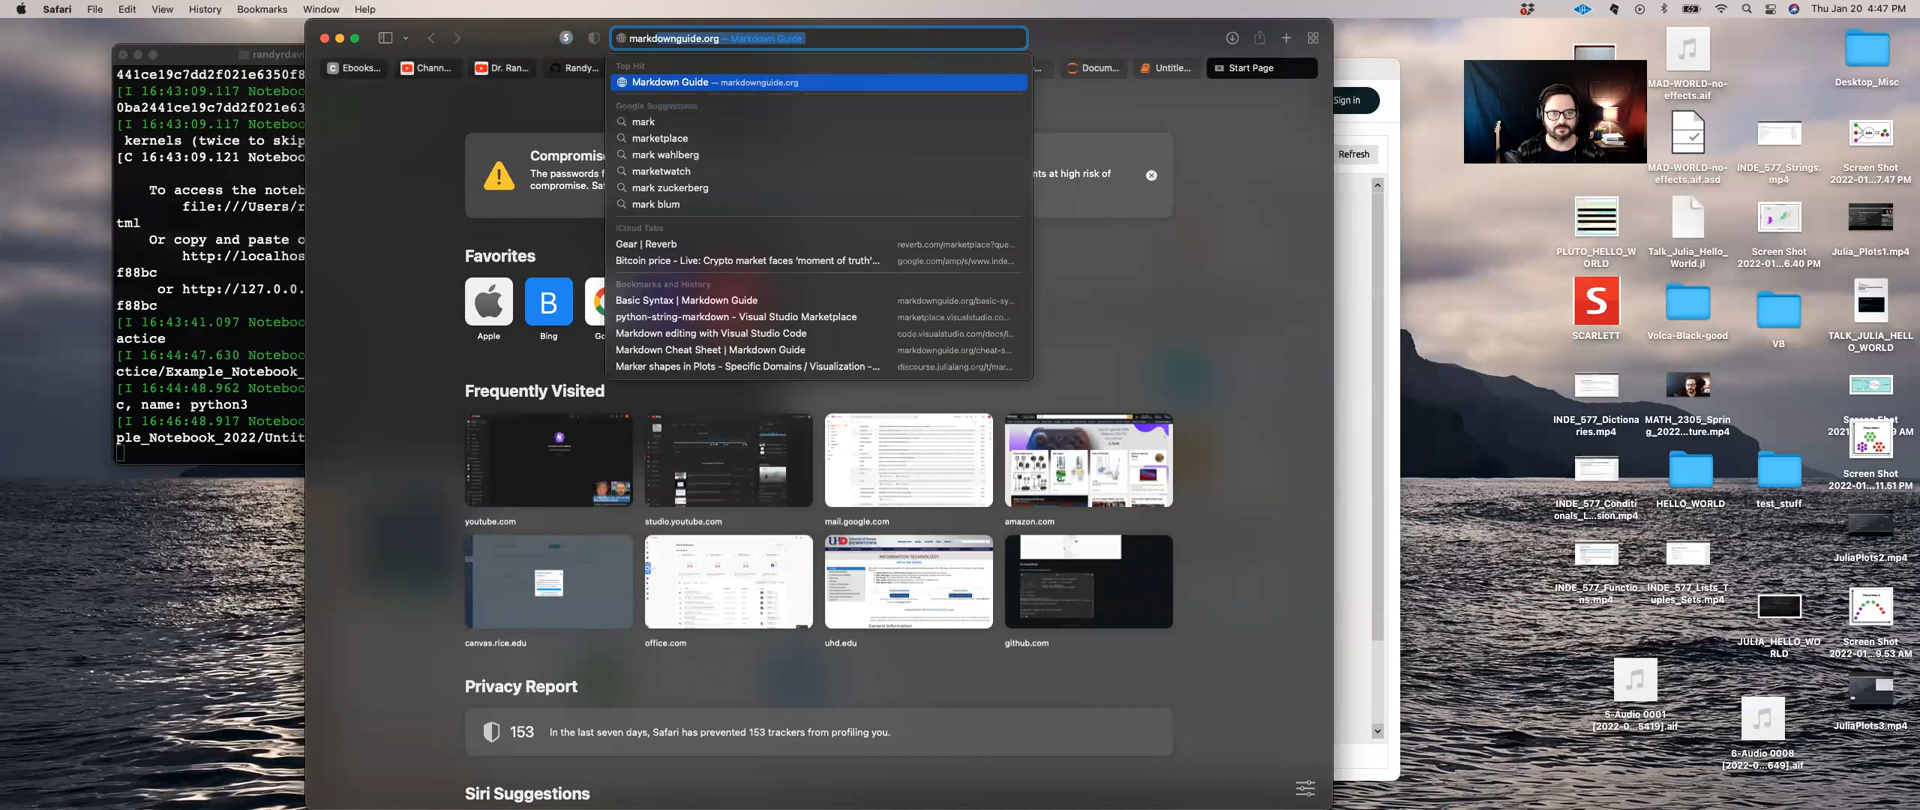 Safari File Edit View History Bookmarks Window Help
Thu Jan 20 4:47 PM
randyrdavi
441ce19c7dd2f021e6350f8
[I 16:43:09.117 Notebo
0ba2441ce19c7dd2f021e63
[I 16:43:09.117 Notebo
kernels (twice to skip
[C 16:43:09.121 Notebo
To access the noteb
file:///Users/r
tml
Or copy and paste o
http://localhos
f88bc
or http://127.0.0.
f88bc
[I 16:43:41.097 Notebo
actice
[I 16:44:47.630 Notebo
ctice/Example_Notebook_
[I 16:44:48.962 Notebo
c, name: python3
[I 16:46:48.917 Notebo
ple_Notebook_2022/Untit
markdownguide.org — Markdown Guide
Ebooks... Chann... Dr. Ran... Randy... Docum... Untitle... Start Page
Top Hit
Markdown Guide — markdownguide.org
Google Suggestions
mark
marketplace
mark wahlberg
marketwatch
mark zuckerberg
mark blum
iCloud Tabs
Gear | Reverb reverb.com/marketplace?que...
Bitcoin price - Live: Crypto market faces 'moment of truth'... google.com/amp/s/www.inde...
Bookmarks and History
Basic Syntax | Markdown Guide markdownguide.org/basic-sy...
python-string-markdown - Visual Studio Marketplace marketplace.visualstudio.co...
Markdown editing with Visual Studio Code code.visualstudio.com/docs/l...
Markdown Cheat Sheet | Markdown Guide markdownguide.org/cheat-s...
Marker shapes in Plots - Specific Domains / Visualization -... discourse.julialang.org/t/mar...
Compromise
The passwords f
nts at high risk of
compromise. Saf
Favorites
Apple
Bing
Frequently Visited
youtube.com
studio.youtube.com
mail.google.com
amazon.com
INFORMATION TECHNOLOGY
canvas.rice.edu
office.com
uhd.edu
github.com
Privacy Report
153 In the last seven days, Safari has prevented 153 trackers from profiling you.
Siri Suggestions
Sign in
Refresh
MAD-WORLD-no-effects.aif
Desktop_Misc
MAD-WORLD-no-effects.aif.asd
INDE_577_Strings.mp4
Screen Shot 2022-01...7.47 PM
PLUTO_HELLO_WORLD
Talk_Julia_Hello_World.jl
Screen Shot 2022-01...6.40 PM
Julia_Plots1.mp4
SCARLETT
Volca-Black-good
VB
TALK_JULIA_HELLO_WORLD
INDE_577_Dictionaries.mp4
MATH_2305_Spring_2022...ture.mp4
Screen Shot
Screen Shot 2022-01...11.51 PM
INDE_577_Conditionals_L...sion.mp4
HELLO_WORLD
test_stuff
JuliaPlots2.mp4
INDE_577_Functions.mp4
INDE_577_Lists_Tuples_Sets.mp4
JULIA_HELLO_WORLD
Screen Shot 2022-01...9.53 AM
5-Audio 0001 [2022-0...5419].aif
6-Audio 0008 [2022-0...649].aif
JuliaPlots3.mp4